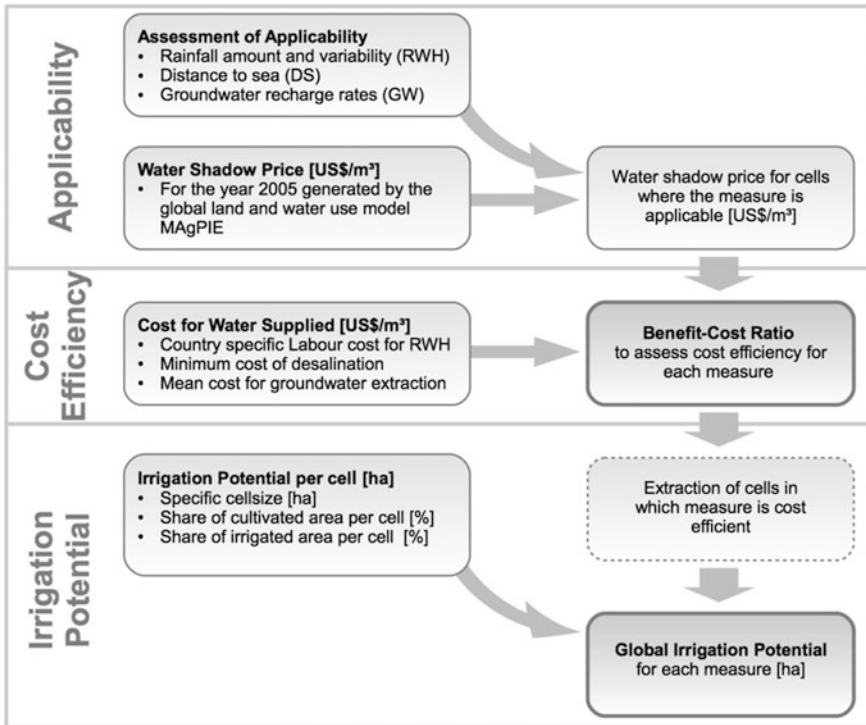 Applicability
Assessment of Applicability
• Rainfall amount and variability (RWH)
• Distance to sea (DS)
• Groundwater recharge rates (GW)
Water Shadow Price [US$/m³]
• For the year 2005 generated by the
global land and water use model
MAgPIE
Water shadow price for cells
where the measure is
applicable [US$/m³]
Cost
Efficiency
Cost for Water Supplied [US$/m³]
• Country specific Labour cost for RWH
• Minimum cost of desalination
• Mean cost for groundwater extraction
Benefit-Cost Ratio
to assess cost efficiency for
each measure
Irrigation
Potential
Irrigation Potential per cell [ha]
• Specific cellsize [ha]
• Share of cultivated area per cell [%]
• Share of irrigated area per cell [%]
Extraction of cells in
which measure is cost
efficient
Global Irrigation Potential
for each measure [ha]